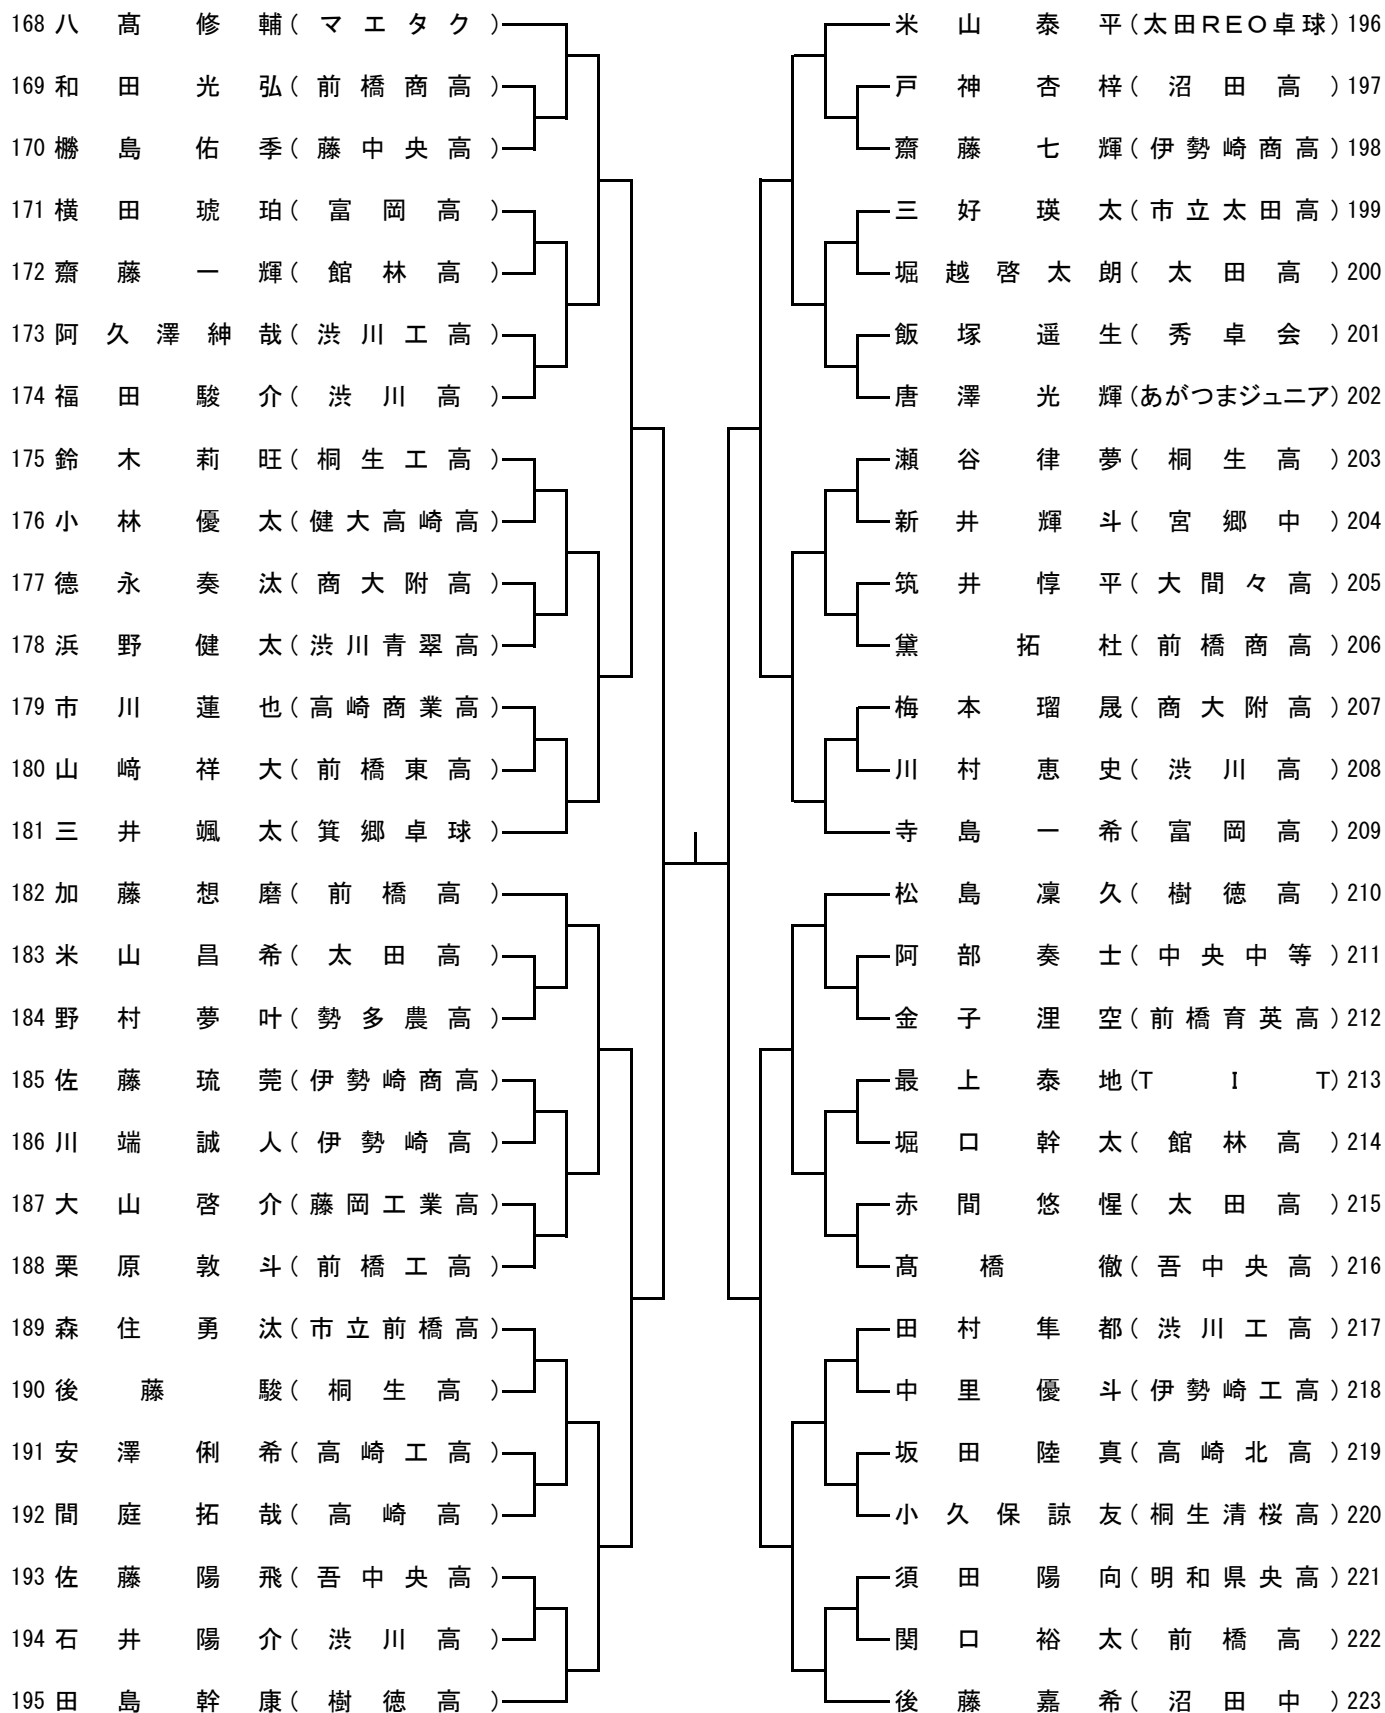 168 八髙修輔(マエタク)
169 和田光弘(前橋商高)
170 橳島佑季(藤中央高)
171 横田琥珀(富岡高)
172 齋藤一輝(館林高)
173 阿久澤紳哉(渋川工高)
174 福田駿介(渋川高)
175 鈴木莉旺(桐生工高)
176 小林優太(健大高崎高)
177 德永奏汰(商大附高)
178 浜野健太(渋川青翠高)
179 市川蓮也(高崎商業高)
180 山﨑祥大(前橋東高)
181 三井颯太(箕郷卓球)
182 加藤想磨(前橋高)
183 米山昌希(太田高)
184 野村夢叶(勢多農高)
185 佐藤琉莞(伊勢崎商高)
186 川端誠人(伊勢崎高)
187 大山啓介(藤岡工業高)
188 栗原敦斗(前橋工高)
189 森住勇汰(市立前橋高)
190 後藤駿(桐生高)
191 安澤俐希(高崎工高)
192 間庭拓哉(高崎高)
193 佐藤陽飛(吾中央高)
194 石井陽介(渋川高)
195 田島幹康(樹徳高)
米山泰平(太田REO卓球)196
戸神杏梓(沼田高)197
齋藤七輝(伊勢崎商高)198
三好瑛太(市立太田高)199
堀越啓太朗(太田高)200
飯塚遥生(秀卓会)201
唐澤光輝(あがつまジュニア)202
瀬谷律夢(桐生高)203
新井輝斗(宮郷中)204
筑井惇平(大間々高)205
黛拓杜(前橋商高)206
梅本瑠晟(商大附高)207
川村恵史(渋川高)208
寺島一希(富岡高)209
松島凜久(樹徳高)210
阿部奏士(中央中等)211
金子浬空(前橋育英高)212
最上泰地(TIT)213
堀口幹太(館林高)214
赤間悠惺(太田高)215
髙橋徹(吾中央高)216
田村隼都(渋川工高)217
中里優斗(伊勢崎工高)218
坂田陸真(高崎北高)219
小久保諒友(桐生清桜高)220
須田陽向(明和県央高)221
関口裕太(前橋高)222
後藤嘉希(沼田中)223